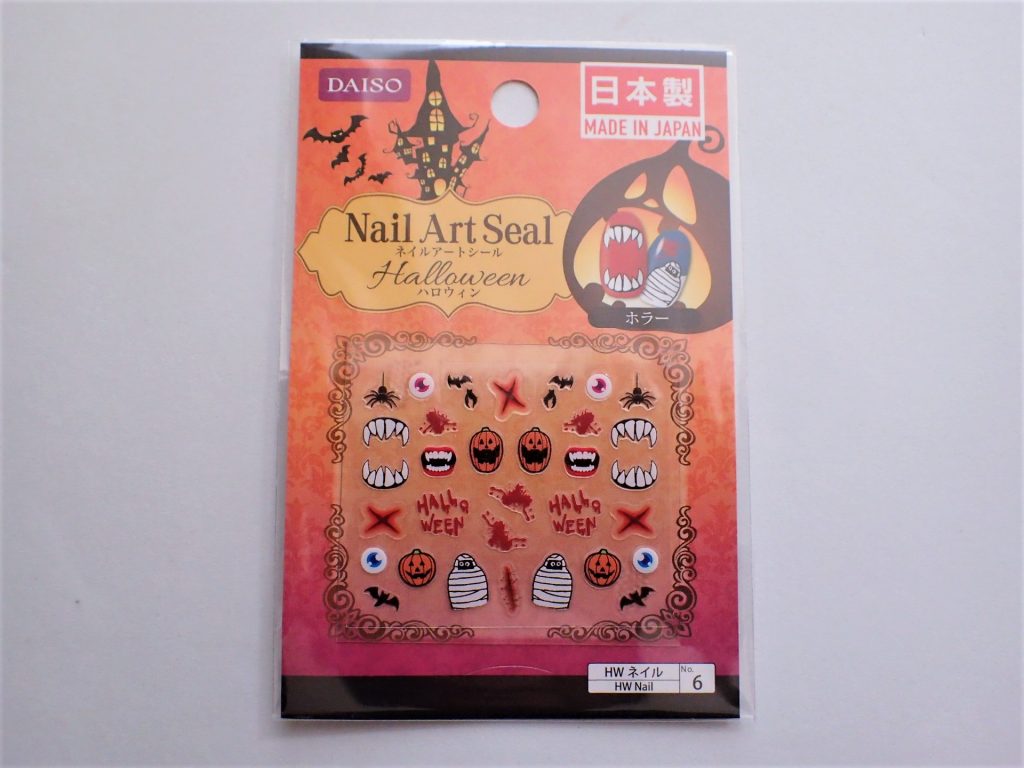 DAISO
日本製
MADE IN JAPAN
Nail Art Seal
ネイルアートシール
Halloween
ハロウィン
ホラー
HALLO
WEEN
HALLO
WEEN
HW ネイル
HW Nail
No.
6